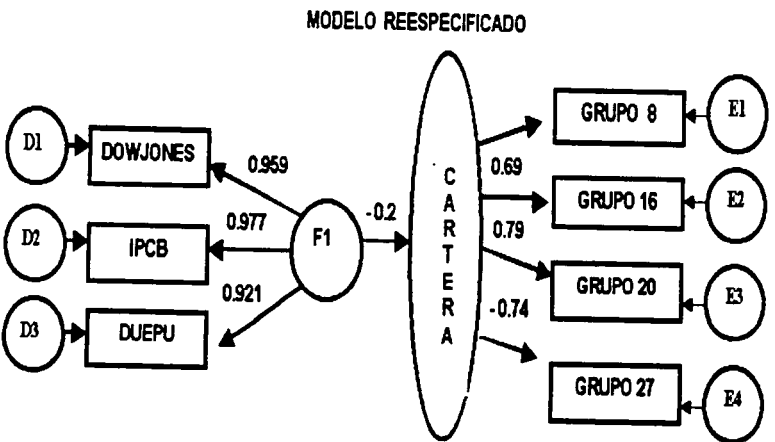 MODELO REESPECIFICADO
D1
DOWJONES
0.959
D2
IPCB
0.977
D3
DUEPU
0.921
F1
-0.2
CARTERA
GRUPO 8
E1
0.69
GRUPO 16
E2
0.79
GRUPO 20
E3
-0.74
GRUPO 27
E4